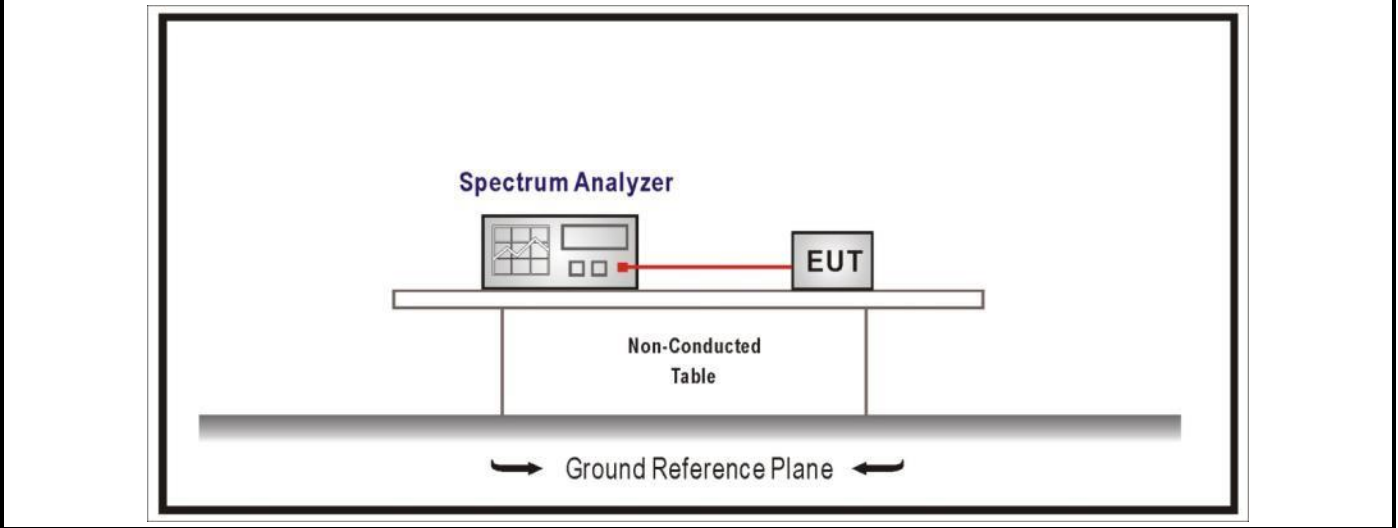 Spectrum Analyzer
EUT
Non-Conducted
Table
Ground Reference Plane